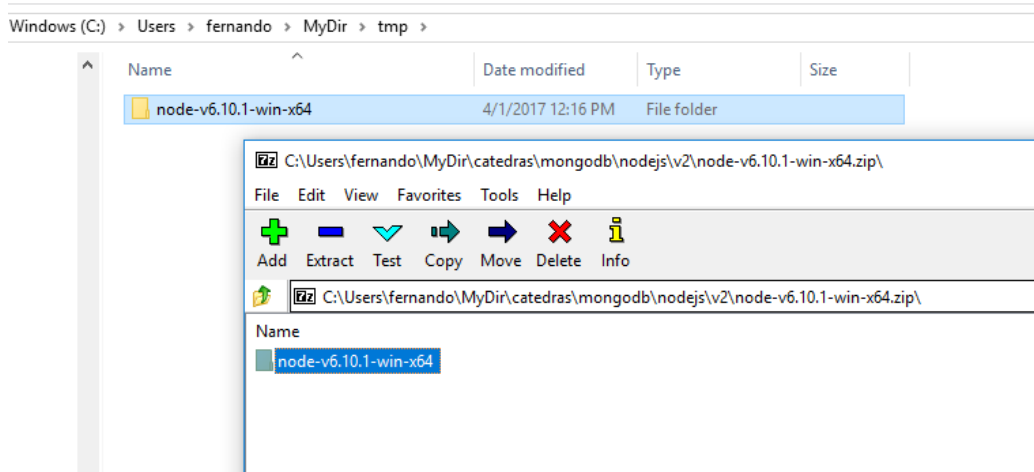 Windows (C:) > Users > fernando > MyDir > tmp >
Name Date modified Type Size
node-v6.10.1-win-x64 4/1/2017 12:16 PM File folder
7z C:\Users\fernando\MyDir\catedras\mongodb\nodejs\v2\node-v6.10.1-win-x64.zip\
File Edit View Favorites Tools Help
Add Extract Test Copy Move Delete Info
7z C:\Users\fernando\MyDir\catedras\mongodb\nodejs\v2\node-v6.10.1-win-x64.zip\
Name
node-v6.10.1-win-x64